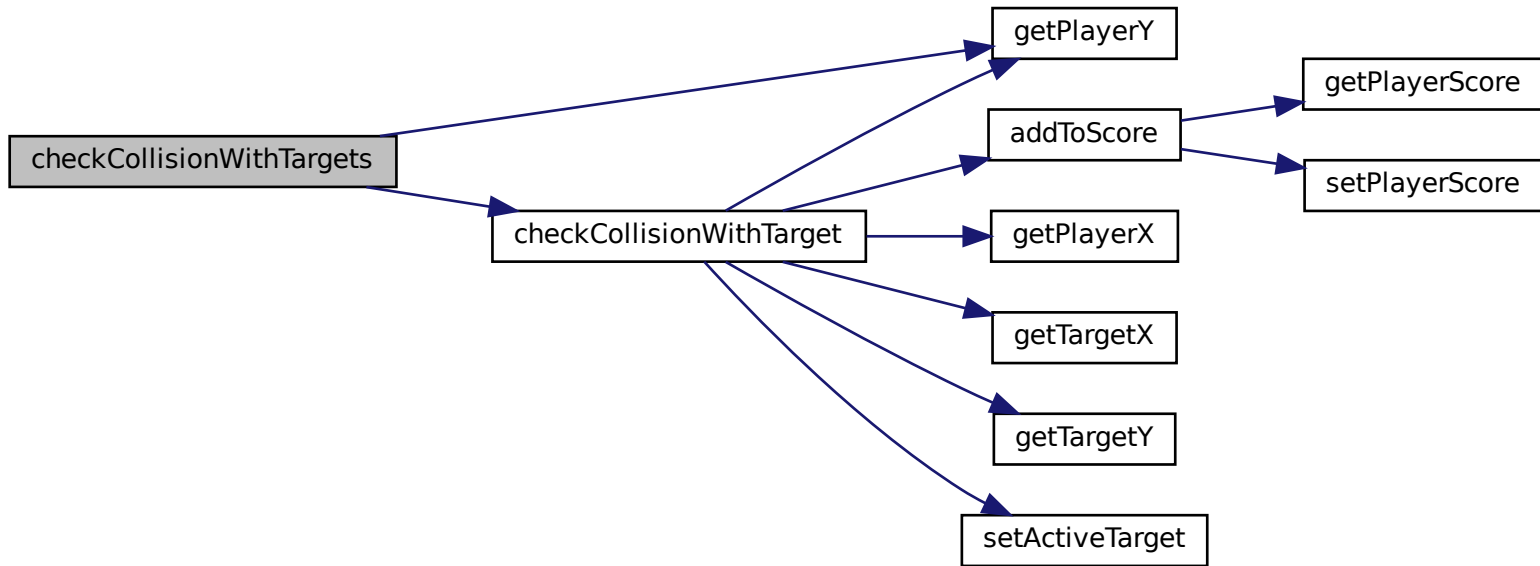 checkCollisionWithTargets
checkCollisionWithTarget
getPlayerY
addToScore
getPlayerX
getTargetX
getTargetY
setActiveTarget
getPlayerScore
setPlayerScore